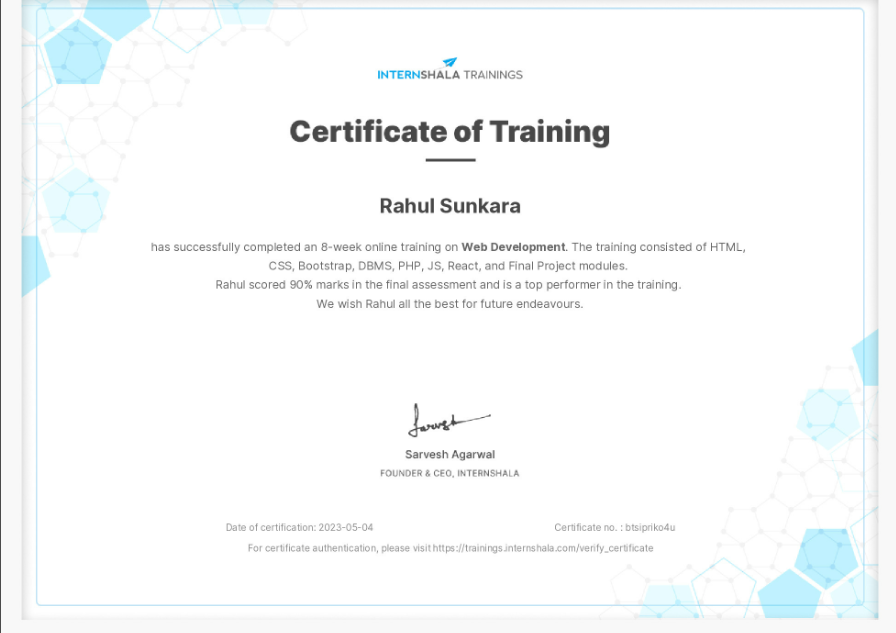 INTERNSHALA TRAININGS
Certificate of Training
Rahul Sunkara
has successfully completed an 8-week online training on Web Development. The training consisted of HTML,
CSS, Bootstrap, DBMS, PHP, JS, React, and Final Project modules.
Rahul scored 90% marks in the final assessment and is a top performer in the training.
We wish Rahul all the best for future endeavours.
Sarvesh
Sarvesh Agarwal
FOUNDER & CEO, INTERNSHALA
Date of certification: 2023-05-04 Certificate no. : btsipriko4u
For certificate authentication, please visit https://trainings.internshala.com/verify_certificate